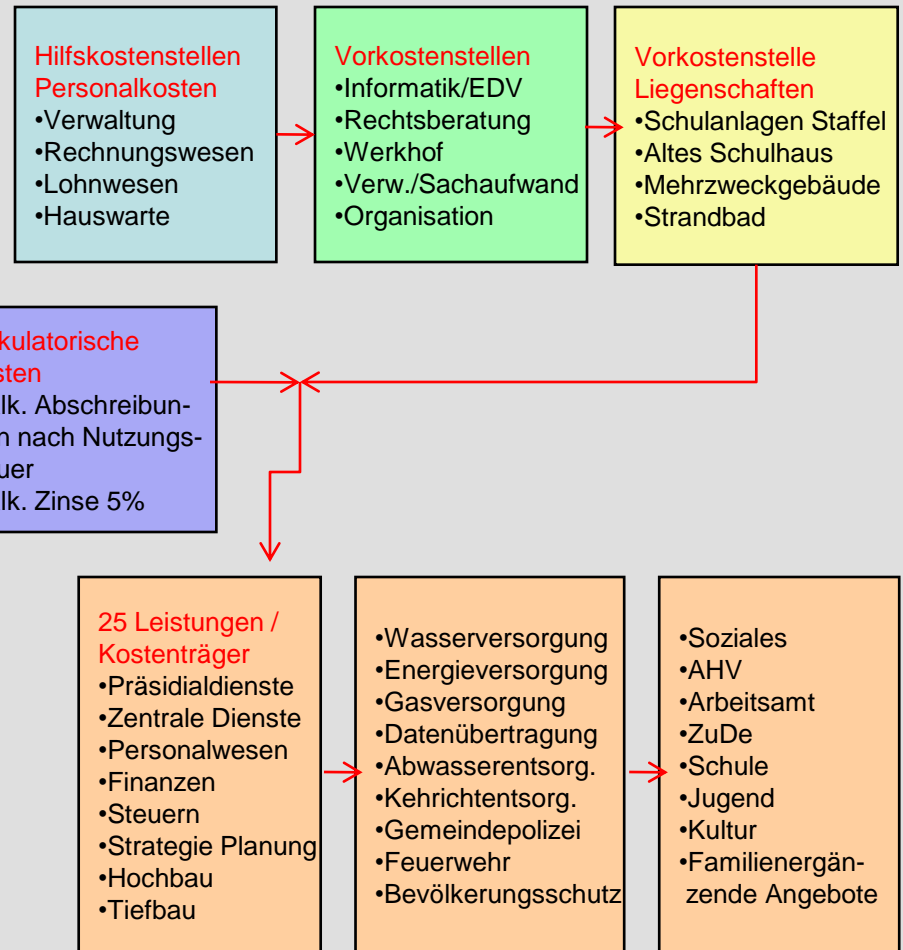 Hilfskostenstellen
Personalkosten
•Verwaltung
•Rechnungswesen
•Lohnwesen
•Hauswarte
Vorkostenstellen
•Informatik/EDV
•Rechtsberatung
•Werkhof
•Verw./Sachaufwand
•Organisation
Vorkostenstelle
Liegenschaften
•Schulanlagen Staffel
•Altes Schulhaus
•Mehrzweckgebäude
•Strandbad
kulatorische
sten
lk. Abschreibun-
n nach Nutzungs-
uer
lk. Zinse 5%
25 Leistungen /
Kostenträger
•Präsidialdienste
•Zentrale Dienste
•Personalwesen
•Finanzen
•Steuern
•Strategie Planung
•Hochbau
•Tiefbau
•Wasserversorgung
•Energieversorgung
•Gasversorgung
•Datenübertragung
•Abwasserentsorg.
•Kehrichtentsorg.
•Gemeindepolizei
•Feuerwehr
•Bevölkerungsschutz
•Soziales
•AHV
•Arbeitsamt
•ZuDe
•Schule
•Jugend
•Kultur
•Familienergän-
zende Angebote